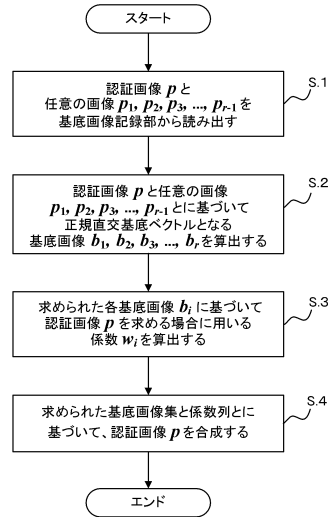 スタート
認証画像 p と
任意の画像 p1, p2, p3, ..., pr-1 を
基底画像記録部から読み出す
S.1
認証画像 p と任意の画像
p1, p2, p3, ..., pr-1 とに基づいて
正規直交基底ベクトルとなる
基底画像 b1, b2, b3, ..., br を算出する
S.2
求められた各基底画像 bi に基づいて
認証画像 p を求める場合に用いる
係数 wi を算出する
S.3
求められた基底画像集と係数列とに
基づいて、認証画像 p を合成する
S.4
エンド